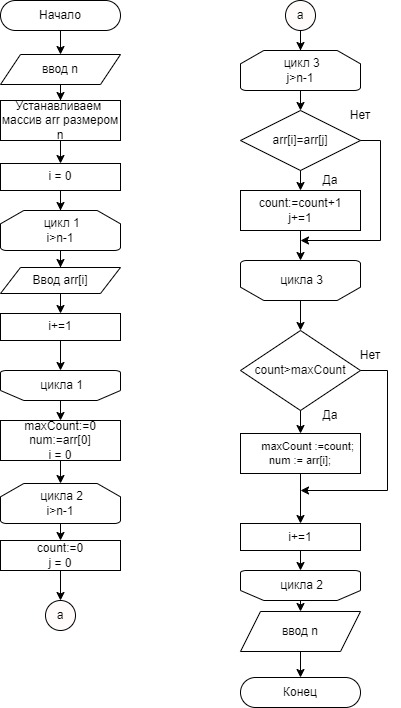 Начало
ввод n
Устанавливаем
массив arr размером
n
i = 0
цикл 1
i>n-1
Ввод arr[i]
i+=1
цикла 1
maxCount:=0
num:=arr[0]
i = 0
цикла 2
i>n-1
count:=0
j = 0
a
a
цикл 3
j>n-1
Нет
arr[i]=arr[j]
Да
count:=count+1
j+=1
цикла 3
Нет
count>maxCount
Да
maxCount :=count;
num := arr[i];
i+=1
цикла 2
ввод n
Конец